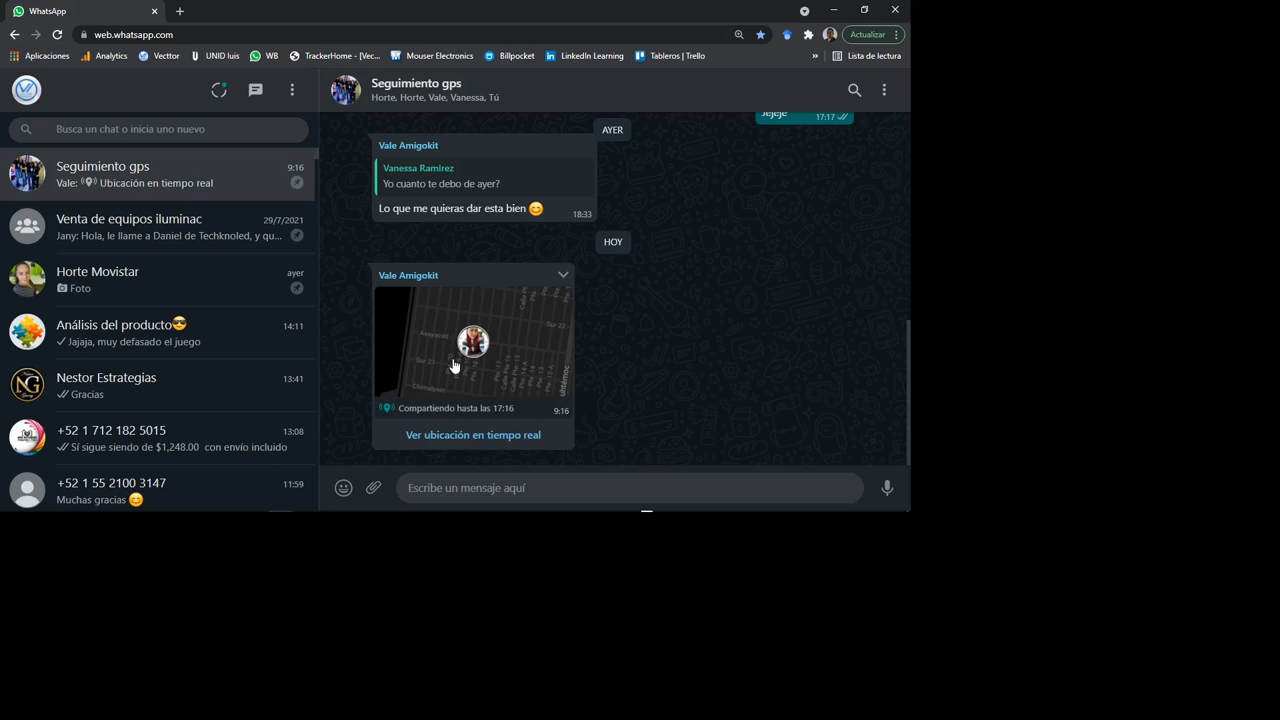 WhatsApp
web.whatsapp.com
Actualizar
Aplicaciones Analytics Vecttor UNID luis WB TrackerHome - [Vec... Mouser Electronics Billpocket LinkedIn Learning Tableros | Trello » Lista de lectura
Busca un chat o inicia uno nuevo
Seguimiento gps 9:16
Vale: Ubicación en tiempo real
Venta de equipos iluminac 29/7/2021
Jany: Hola, le llame a Daniel de Techknoled, y qu...
Horte Movistar ayer
Foto
Análisis del producto😎 14:11
Jajaja, muy defasado el juego
Nestor Estrategias 13:41
Gracias
+52 1 712 182 5015 13:08
Sí sigue siendo de $1,248.00 con envío incluido
+52 1 55 2100 3147 11:59
Muchas gracias 😊
Seguimiento gps
Horte, Horte, Vale, Vanessa, Tú
Jejeje 17:17
AYER
Vale Amigokit
Vanessa Ramirez
Yo cuanto te debo de ayer?
Lo que me quieras dar esta bien 😊 18:33
HOY
Vale Amigokit
Axayacatl
Sur 22
Sur 23
Compartiendo hasta las 17:16 9:16
Ver ubicación en tiempo real
Escribe un mensaje aquí